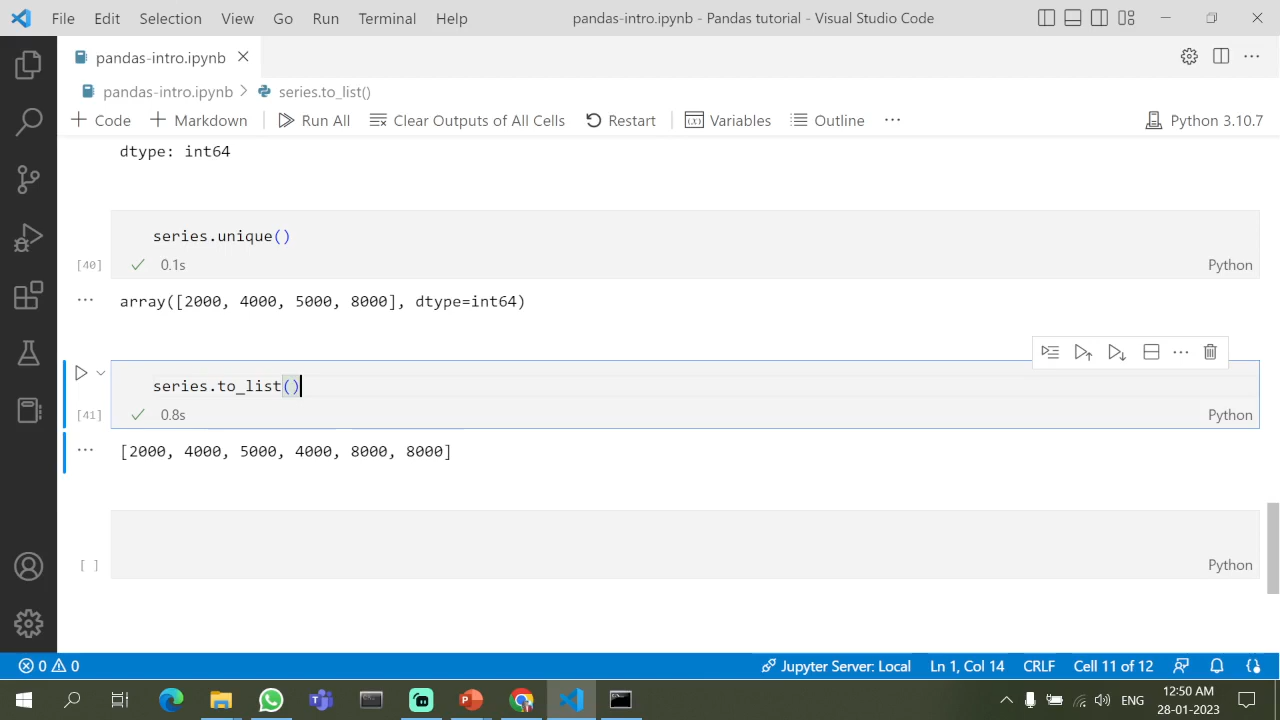 File Edit Selection View Go Run Terminal Help pandas-intro.ipynb - Pandas tutorial - Visual Studio Code
pandas-intro.ipynb
pandas-intro.ipynb > series.to_list()
Code Markdown Run All Clear Outputs of All Cells Restart Variables Outline ... Python 3.10.7
dtype: int64
series.unique()
[40] 0.1s Python
array([2000, 4000, 5000, 8000], dtype=int64)
series.to_list()
[41] 0.8s Python
[2000, 4000, 5000, 4000, 8000, 8000]
[ ] Python
0 0 Jupyter Server: Local Ln 1, Col 14 CRLF Cell 11 of 12
ENG 12:50 AM
28-01-2023